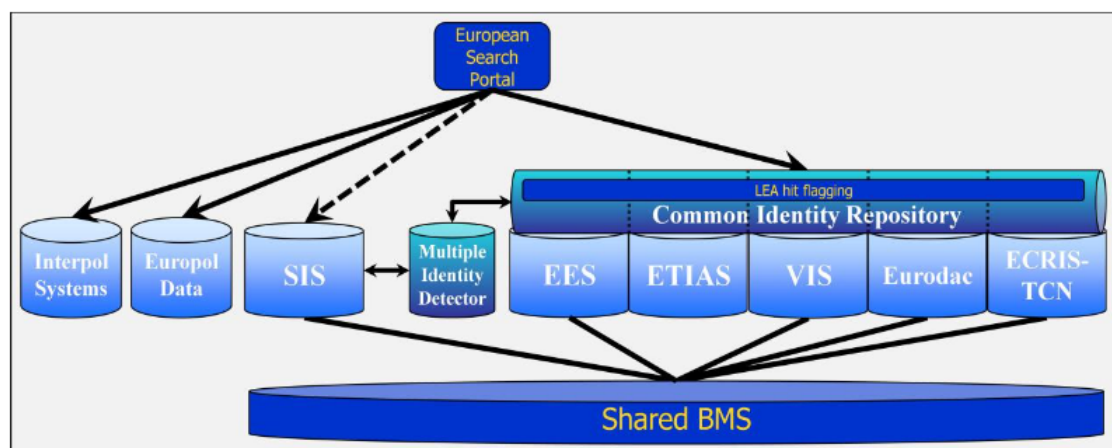 European
Search
Portal
LEA hit flagging
Common Identity Repository
Interpol
Systems
Europol
Data
SIS
Multiple
Identity
Detector
EES
ETIAS
VIS
Eurodac
ECRIS-
TCN
Shared BMS